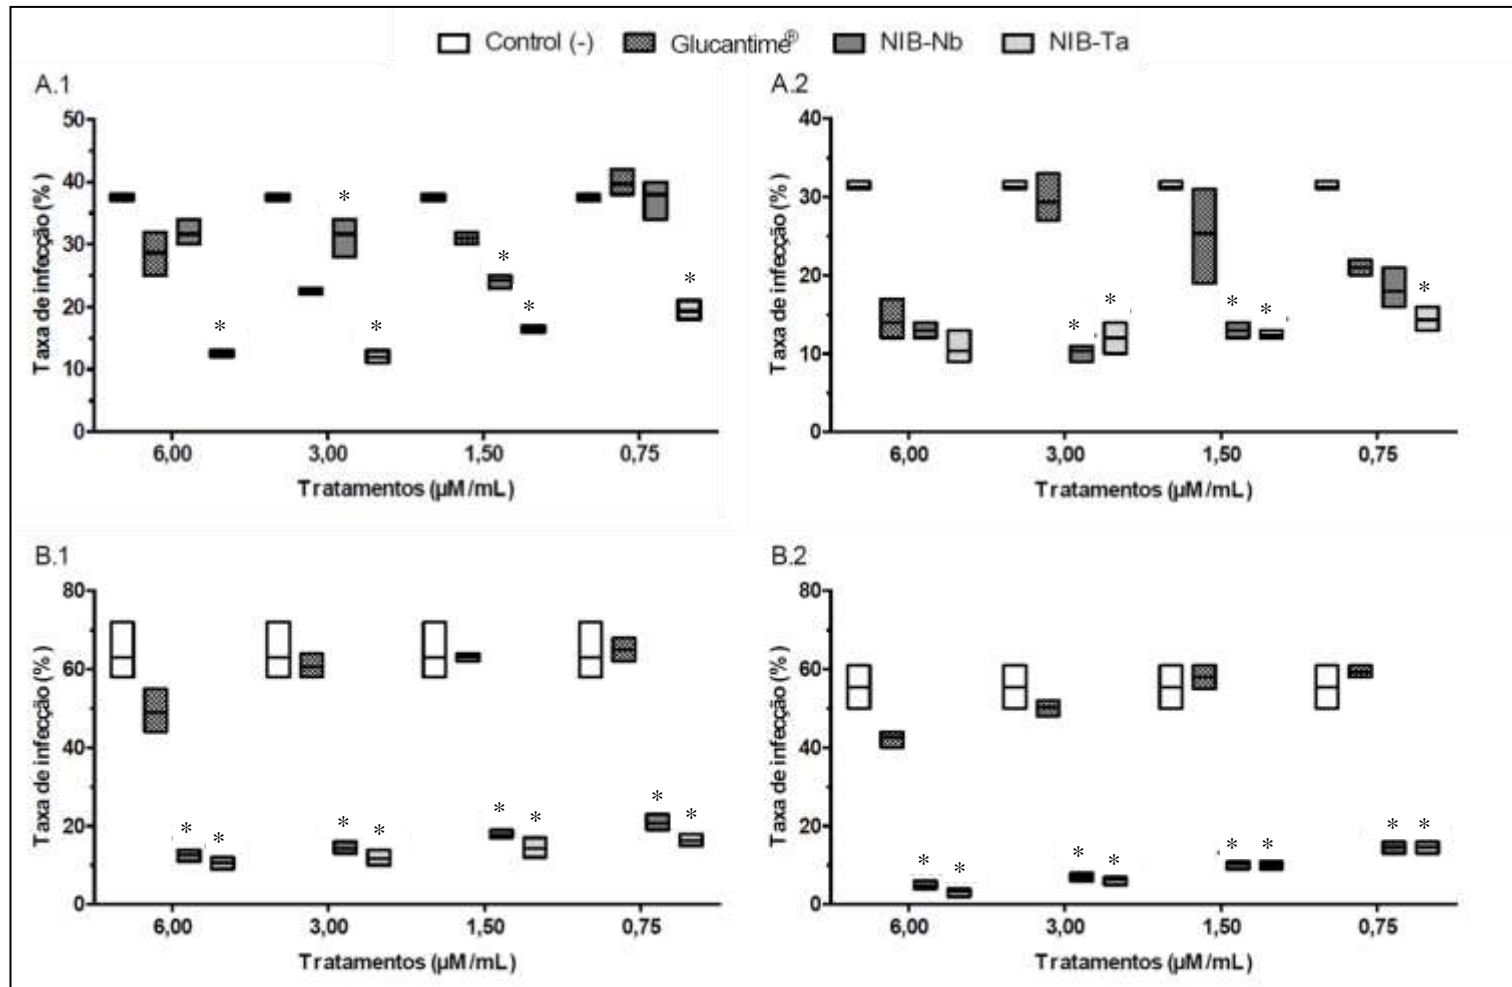 Control (-) Glucantime® NIB-Nb NIB-Ta
A.1
Taxa de infecção (%)
50
40
30
20
10
0
* * * * * *
6,00 3,00 1,50 0,75
Tratamentos (µM/mL)
A.2
Taxa de infecção (%)
40
30
20
10
0
* * * * *
6,00 3,00 1,50 0,75
Tratamentos (µM/mL)
B.1
Taxa de infecção (%)
80
60
40
20
0
* * * * * * * *
6,00 3,00 1,50 0,75
Tratamentos (µM/mL)
B.2
Taxa de infecção (%)
80
60
40
20
0
* * * * * * * *
6,00 3,00 1,50 0,75
Tratamentos (µM/mL)